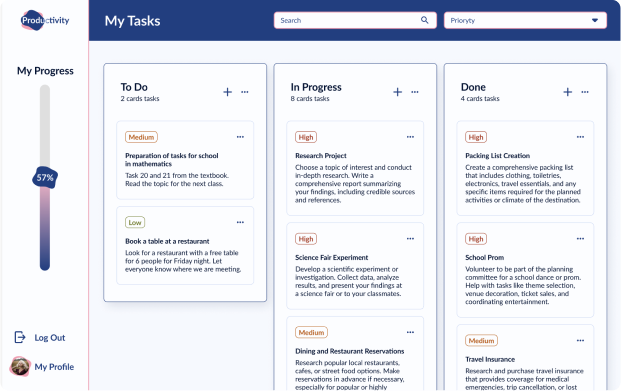 Productivity
My Tasks
Search
Prioryty
My Progress
57%
Log Out
My Profile
To Do
2 cards tasks
Medium
Preparation of tasks for school
in mathematics
Task 20 and 21 from the textbook.
Read the topic for the next class.
Low
Book a table at a restaurant
Look for a restaurant with a free table
for 6 people for Friday night. Let
everyone know where we are meeting.
In Progress
8 cards tasks
High
Research Project
Choose a topic of interest and conduct
in-depth research. Write a
comprehensive report summarizing
your findings, including credible sources
and references.
High
Science Fair Experiment
Develop a scientific experiment or
investigation. Collect data, analyze
results, and present your findings at
a science fair or to your classmates.
Medium
Dining and Restaurant Reservations
Research popular local restaurants,
cafes, or street food options. Make
reservations in advance if necessary,
especially for popular or highly
Done
4 cards tasks
High
Packing List Creation
Create a comprehensive packing list
that includes clothing, toiletries,
electronics, travel essentials, and any
specific items required for the planned
activities or climate of the destination.
High
School Prom
Volunteer to be part of the planning
committee for a school dance or prom.
Help with tasks like theme selection,
venue decoration, ticket sales, and
coordinating entertainment.
Medium
Travel Insurance
Research and purchase travel insurance
that provides coverage for medical
emergencies, trip cancellation, or lost